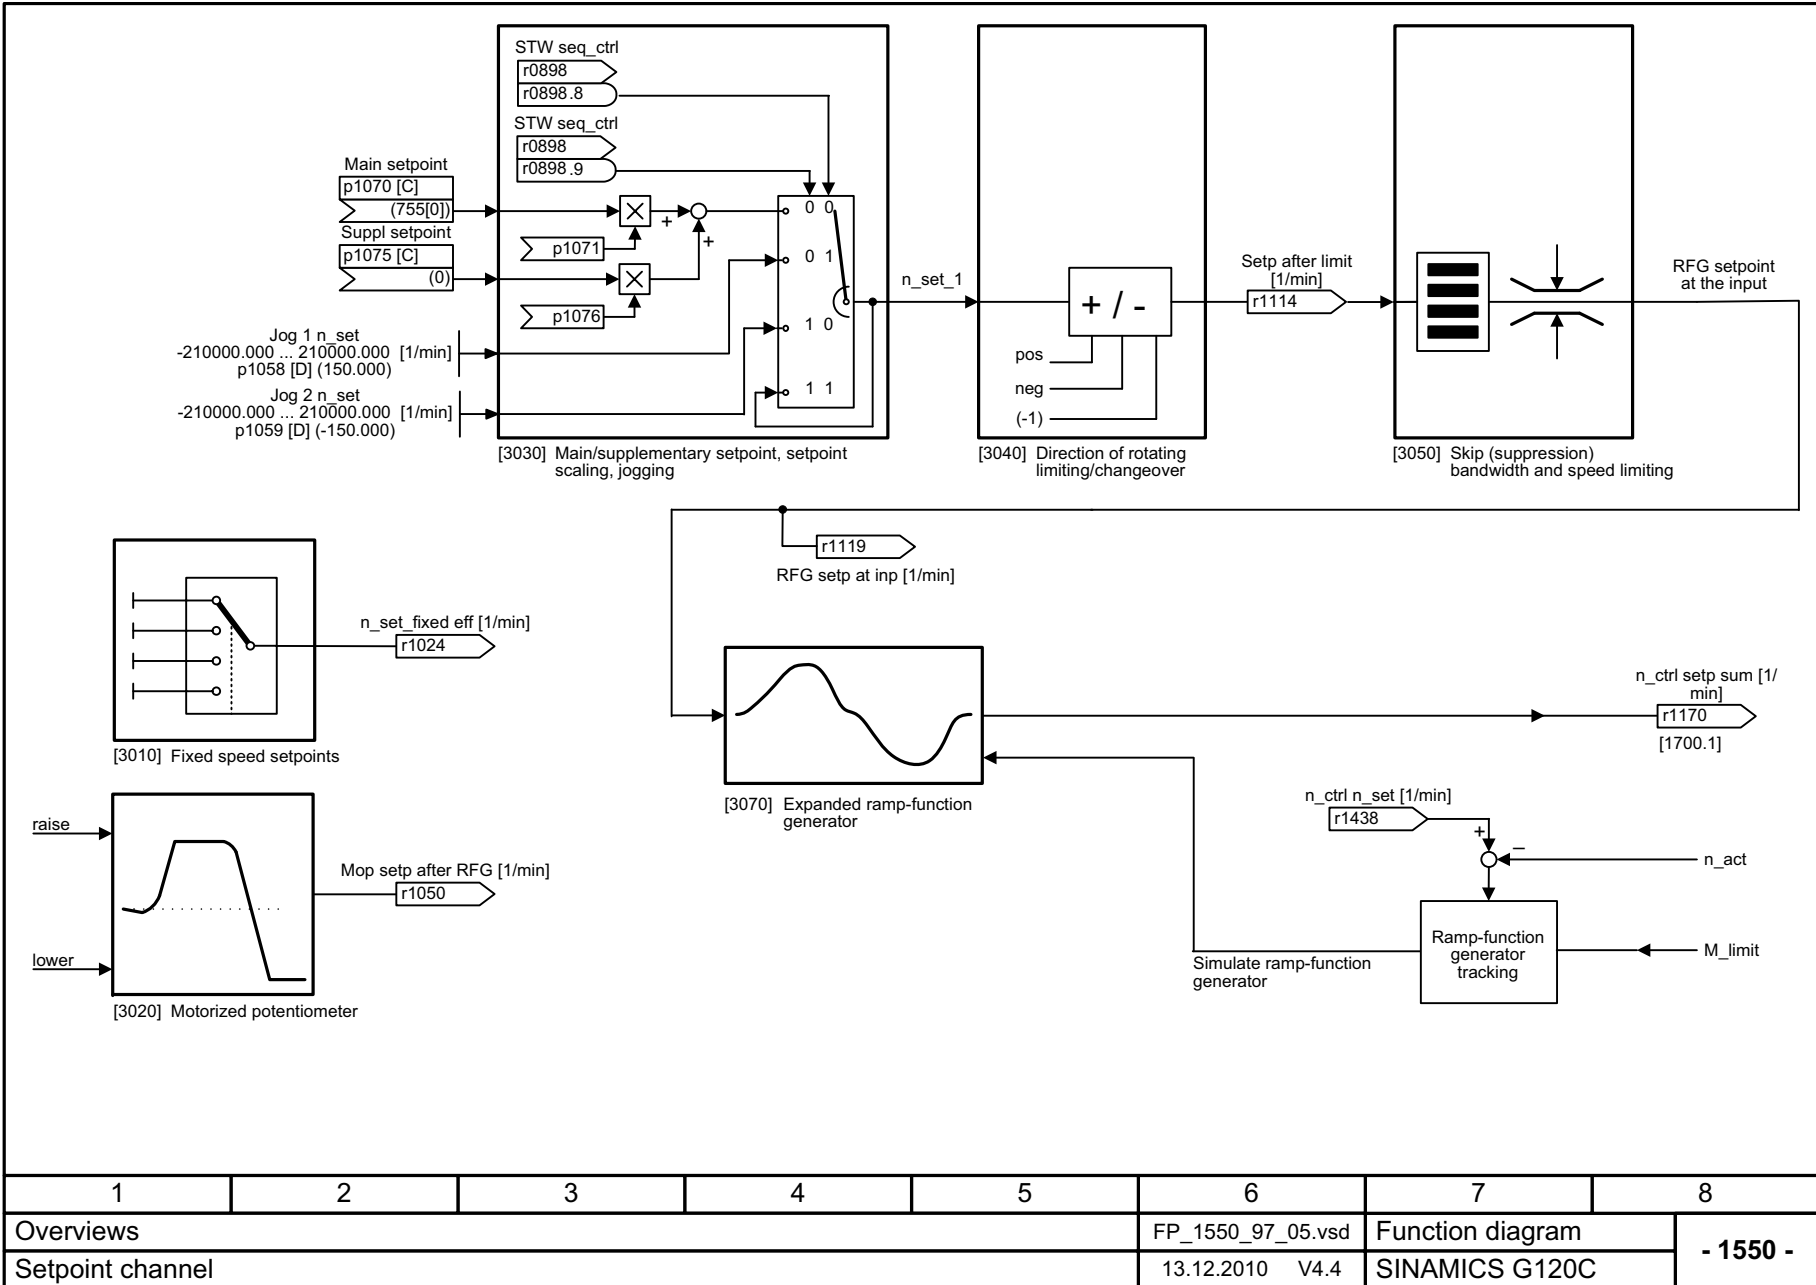 STW seq_ctrl
r0898
r0898.8
STW seq_ctrl
r0898
r0898.9
Main setpoint
p1070 [C]
(755[0])
Suppl setpoint
p1075 [C]
(0)
p1071
p1076
+
+
0 0
0 1
1 0
1 1
Jog 1 n_set
-210000.000 ... 210000.000 [1/min]
p1058 [D] (150.000)
Jog 2 n_set
-210000.000 ... 210000.000 [1/min]
p1059 [D] (-150.000)
[3030] Main/supplementary setpoint, setpoint
scaling, jogging
n_set_1
+ / -
pos
neg
(-1)
[3040] Direction of rotating
limiting/changeover
Setp after limit
[1/min]
r1114
[3050] Skip (suppression)
bandwidth and speed limiting
RFG setpoint
at the input
r1119
RFG setp at inp [1/min]
n_set_fixed eff [1/min]
r1024
[3010] Fixed speed setpoints
[3070] Expanded ramp-function
generator
n_ctrl setp sum [1/
min]
r1170
[1700.1]
raise
lower
Mop setp after RFG [1/min]
r1050
[3020] Motorized potentiometer
n_ctrl n_set [1/min]
r1438
+
–
n_act
Ramp-function
generator
tracking
M_limit
Simulate ramp-function
generator
1 2 3 4 5 6 7 8
Overviews
FP_1550_97_05.vsd
Function diagram
- 1550 -
Setpoint channel
13.12.2010 V4.4
SINAMICS G120C